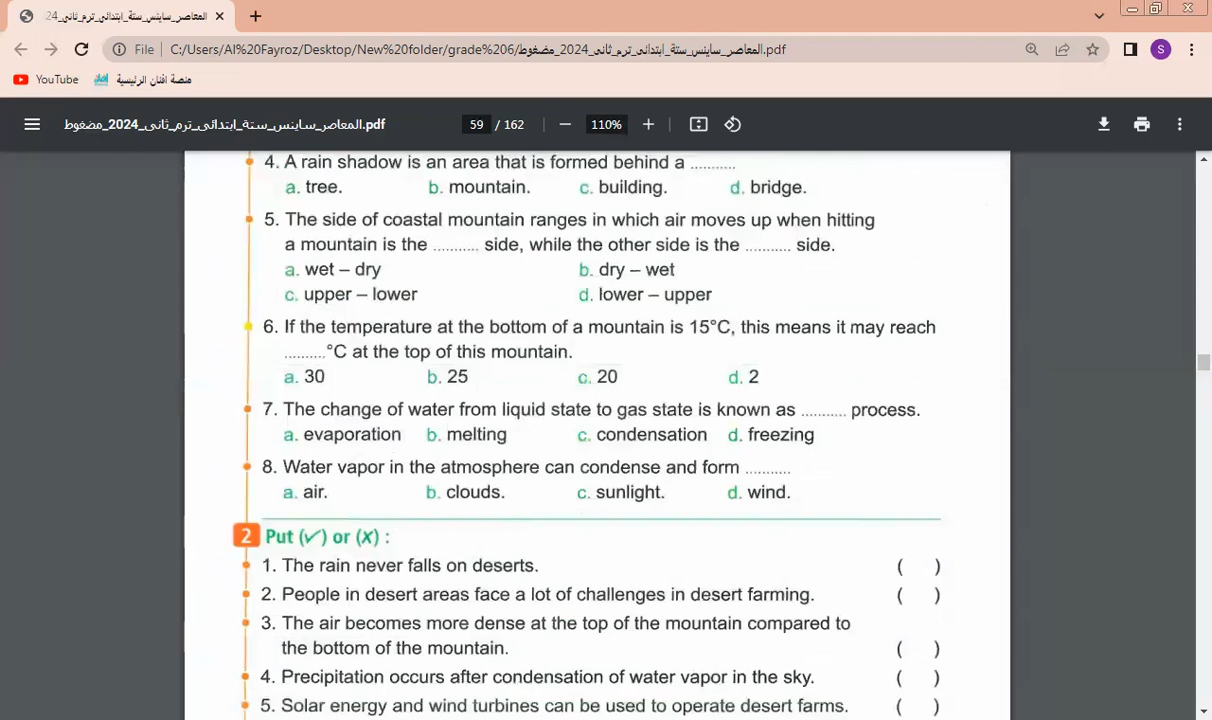 المعاصر_ساينس_ستة_ابتدائي_ترم_ثاني_24
File C:/Users/Al%20Fayroz/Desktop/New%20folder/grade%206/المعاصر_ساينس_ستة_ابتدائى_ترم_ثانى_2024_مضغوط.pdf S
YouTube منصة افنان الرئيسية
المعاصر_ساينس_ستة_ابتدائى_ترم_ثانى_2024_مضغوط.pdf 59 / 162 110%
4. A rain shadow is an area that is formed behind a ..........
a. tree. b. mountain. c. building. d. bridge.
5. The side of coastal mountain ranges in which air moves up when hitting
a mountain is the .......... side, while the other side is the .......... side.
a. wet – dry b. dry – wet
c. upper – lower d. lower – upper
6. If the temperature at the bottom of a mountain is 15°C, this means it may reach
..........°C at the top of this mountain.
a. 30 b. 25 c. 20 d. 2
7. The change of water from liquid state to gas state is known as .......... process.
a. evaporation b. melting c. condensation d. freezing
8. Water vapor in the atmosphere can condense and form ..........
a. air. b. clouds. c. sunlight. d. wind.
2 Put (✓) or (✗) :
1. The rain never falls on deserts. ( )
2. People in desert areas face a lot of challenges in desert farming. ( )
3. The air becomes more dense at the top of the mountain compared to
the bottom of the mountain. ( )
4. Precipitation occurs after condensation of water vapor in the sky. ( )
5. Solar energy and wind turbines can be used to operate desert farms. ( )